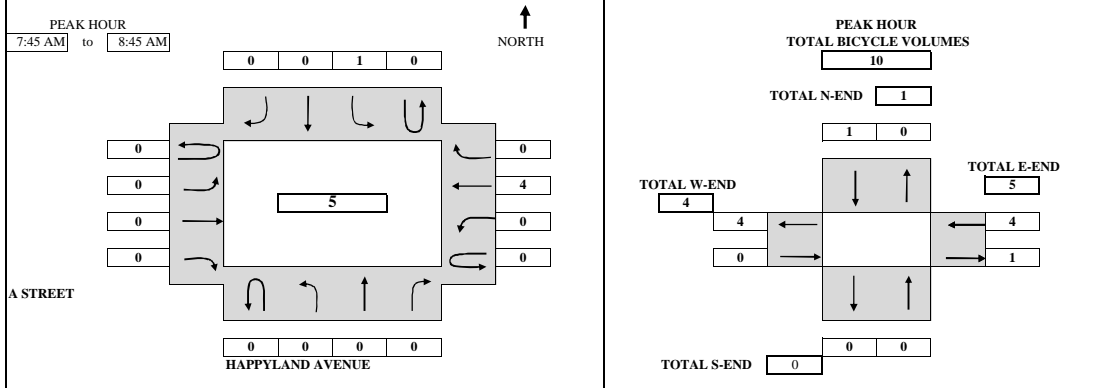 PEAK HOUR
7:45 AM to 8:45 AM
NORTH
0 0 1 0
0 0
0 4
5
0 0
0 0
A STREET
0 0 0 0
HAPPYLAND AVENUE
PEAK HOUR
TOTAL BICYCLE VOLUMES
10
TOTAL N-END 1
1 0
TOTAL E-END
5
TOTAL W-END
4
4 4
0 1
0 0
TOTAL S-END 0